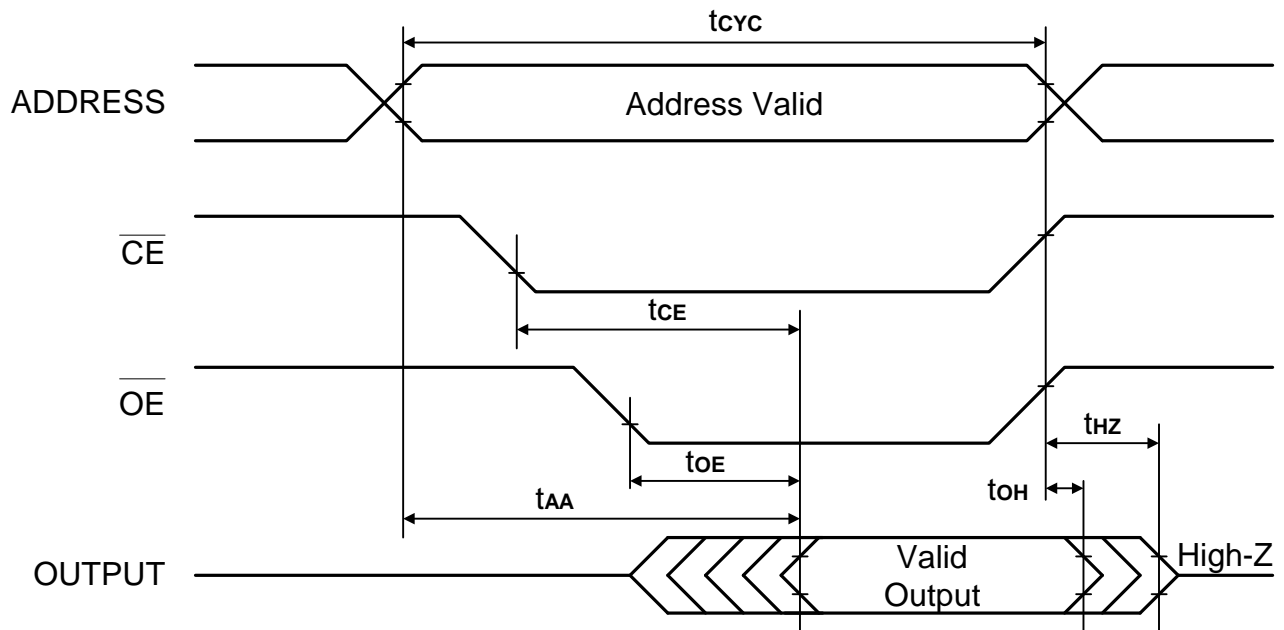 tCYC
ADDRESS
Address Valid
CE
tCE
OE
tHZ
tOE
tOH
tAA
OUTPUT
Valid
Output
High-Z